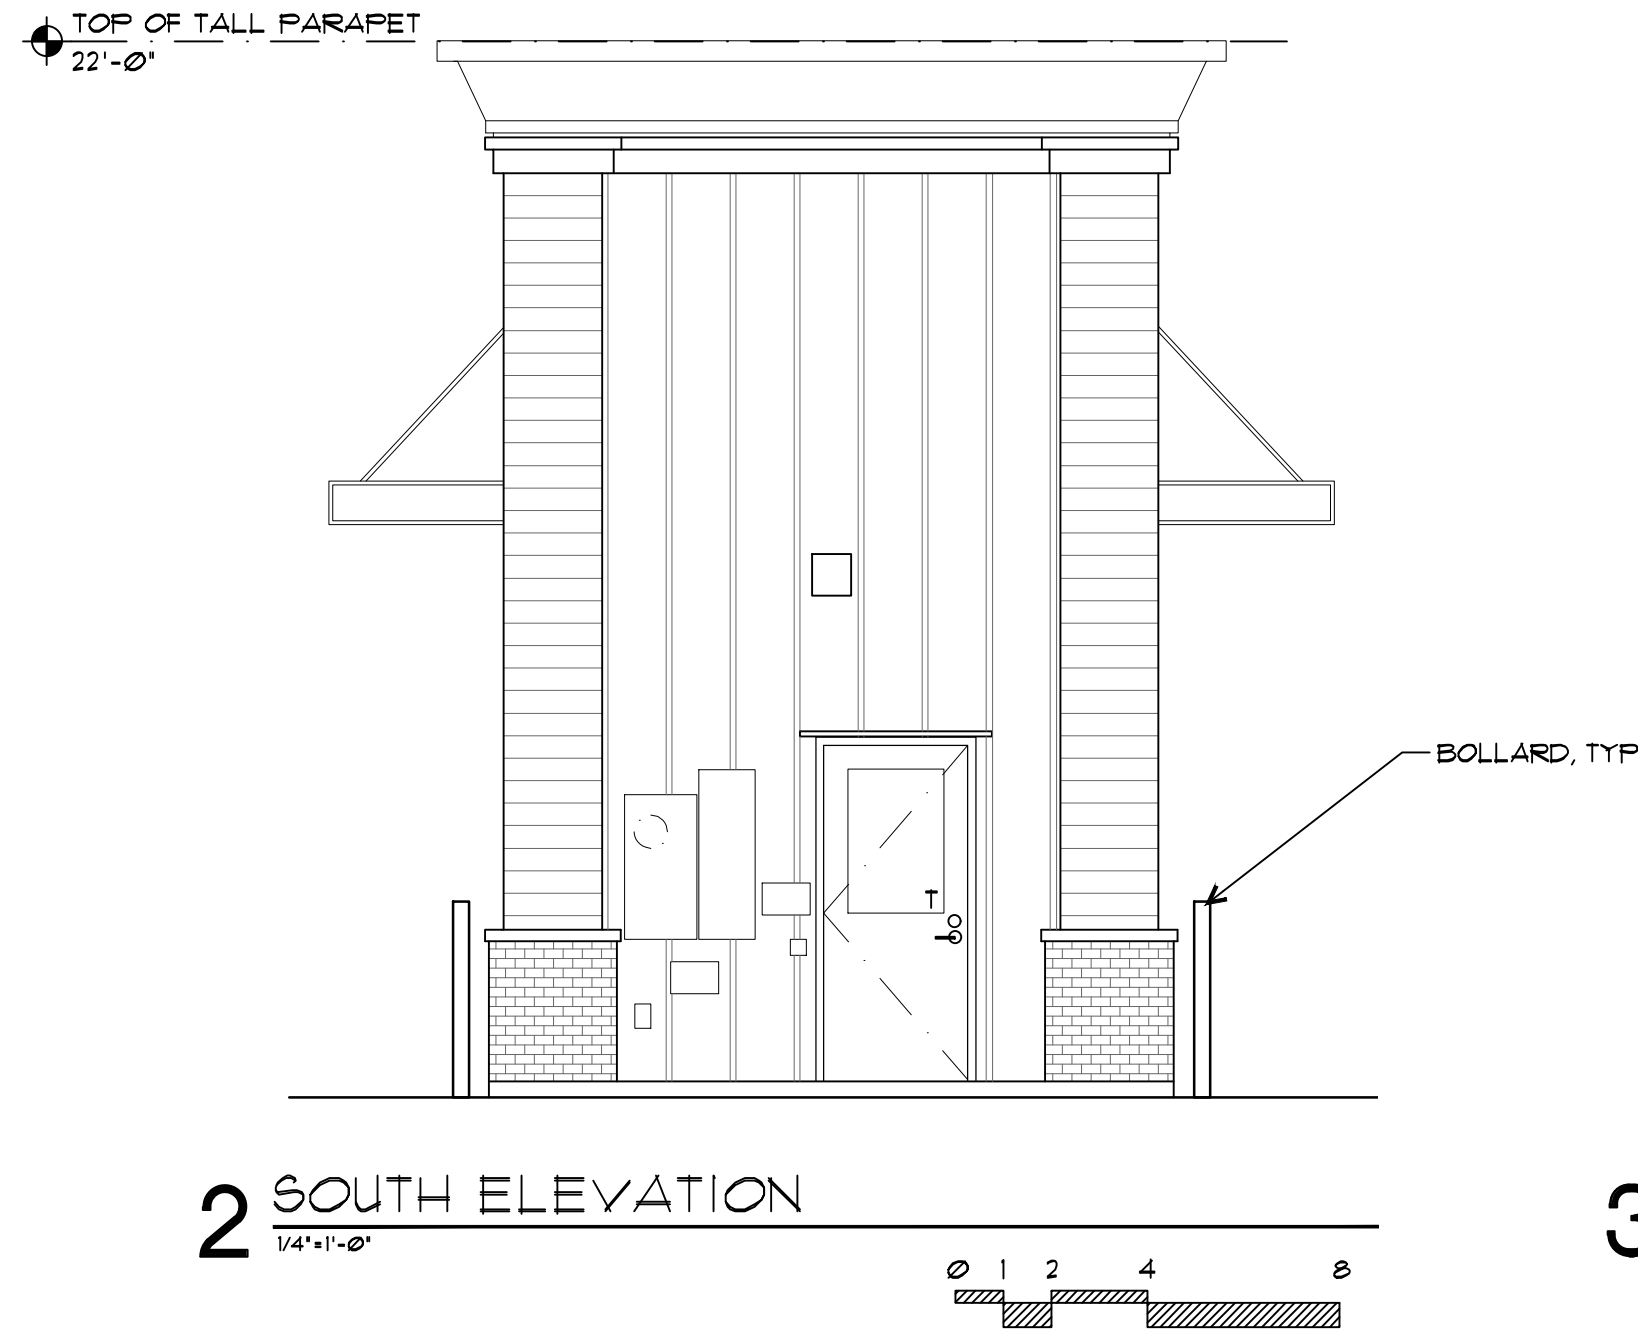 TOP OF TALL PARAPET
22'-0"
BOLLARD, TYP
2 SOUTH ELEVATION
1/4"=1'-0"
3
0 1 2 4 8